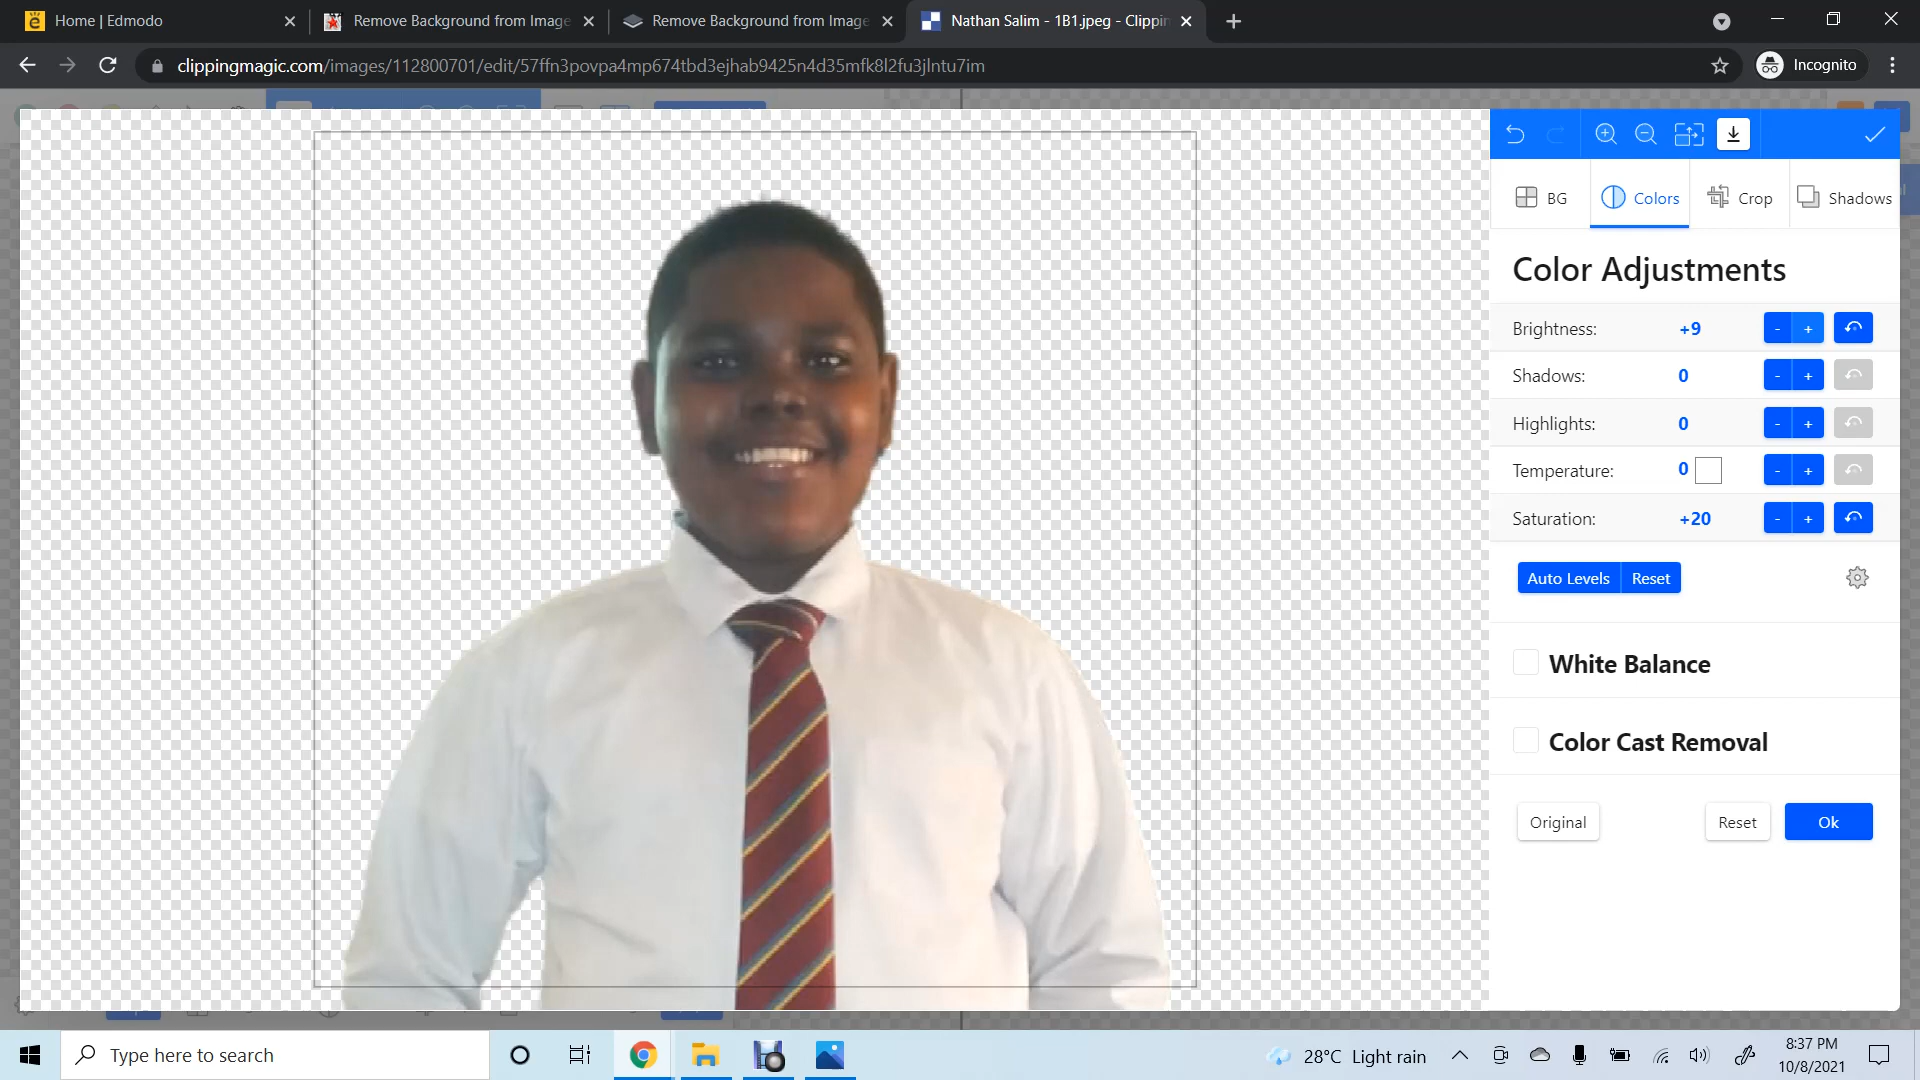 Home | Edmodo
Remove Background from Image
Remove Background from Image
Nathan Salim - 1B1.jpeg - Clippin
clippingmagic.com/images/112800701/edit/57ffn3povpa4mp674tbd3ejhab9425n4d35mfk8l2fu3jlntu7im
Incognito
BG
Colors
Crop
Shadows
Color Adjustments
Brightness: +9 - +
Shadows: 0 - +
Highlights: 0 - +
Temperature: 0 - +
Saturation: +20 - +
Auto Levels Reset
White Balance
Color Cast Removal
Original Reset Ok
Type here to search
28°C Light rain
8:37 PM
10/8/2021